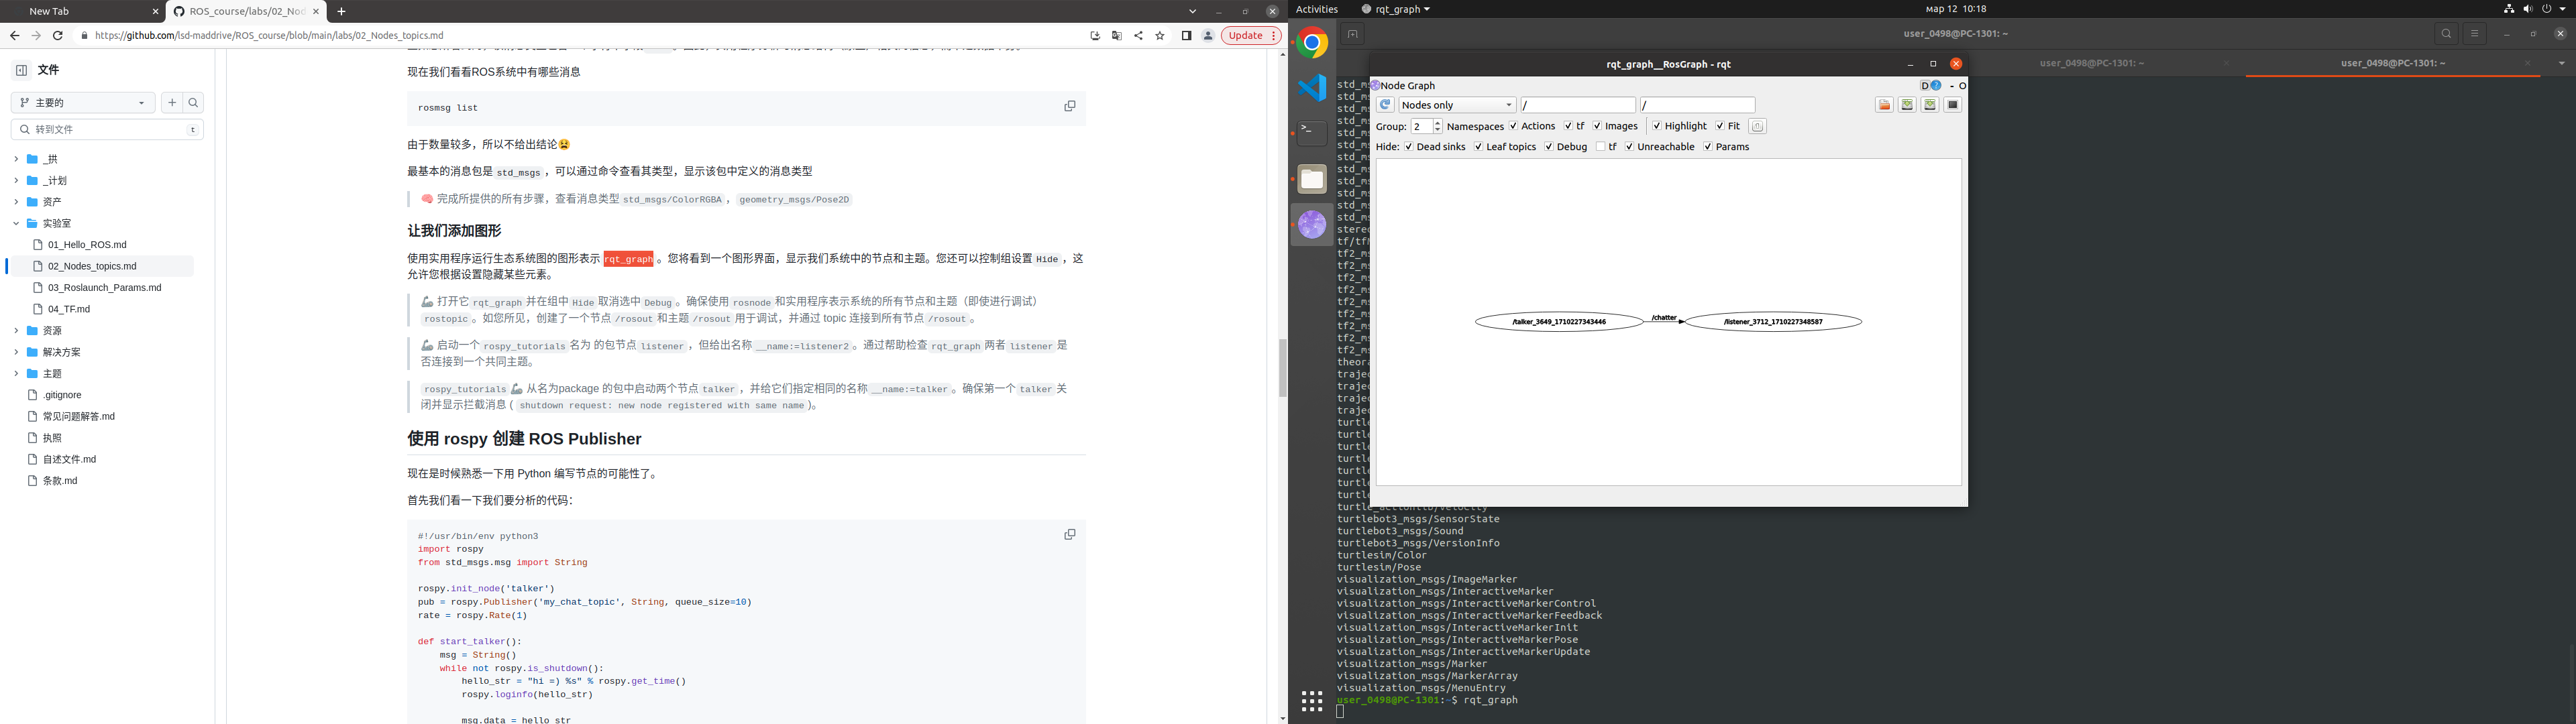 New Tab
ROS_course/labs/02_Nod
https://github.com/lsd-maddrive/ROS_course/blob/main/labs/02_Nodes_topics.md
Update
文件
主要的
转到文件
t
_拱
_计划
资产
实验室
01_Hello_ROS.md
02_Nodes_topics.md
03_Roslaunch_Params.md
04_TF.md
资源
解决方案
主题
.gitignore
常见问题解答.md
执照
自述文件.md
条款.md
现在我们看看ROS系统中有哪些消息
rosmsg list
由于数量较多，所以不给出结论😫
最基本的消息包是 std_msgs ，可以通过命令查看其类型，显示该包中定义的消息类型
🧠 完成所提供的所有步骤，查看消息类型 std_msgs/ColorRGBA ， geometry_msgs/Pose2D
让我们添加图形
使用实用程序运行生态系统图的图形表示 rqt_graph 。您将看到一个图形界面，显示我们系统中的节点和主题。您还可以控制组设置 Hide ，这
允许您根据设置隐藏某些元素。
🦾 打开它 rqt_graph 并在组中 Hide 取消选中 Debug 。确保使用 rosnode 和实用程序表示系统的所有节点和主题（即使进行调试）
rostopic 。如您所见，创建了一个节点 /rosout 和主题 /rosout 用于调试，并通过 topic 连接到所有节点 /rosout 。
🦾 启动一个 rospy_tutorials 名为 的包节点 listener ，但给出名称 __name:=listener2 。通过帮助检查 rqt_graph 两者 listener 是
否连接到一个共同主题。
rospy_tutorials 🦾 从名为package 的包中启动两个节点 talker ，并给它们指定相同的名称 __name:=talker 。确保第一个 talker 关
闭并显示拦截消息 ( shutdown request: new node registered with same name )。
使用 rospy 创建 ROS Publisher
现在是时候熟悉一下用 Python 编写节点的可能性了。
首先我们看一下我们要分析的代码：
#!/usr/bin/env python3
import rospy
from std_msgs.msg import String
rospy.init_node('talker')
pub = rospy.Publisher('my_chat_topic', String, queue_size=10)
rate = rospy.Rate(1)
def start_talker():
msg = String()
while not rospy.is_shutdown():
hello_str = "hi =) %s" % rospy.get_time()
rospy.loginfo(hello_str)
msg.data = hello_str
Activities
rqt_graph
мар 12 10:18
user_0498@PC-1301: ~
user_0498@PC-1301: ~
user_0498@PC-1301: ~
rqt_graph__RosGraph - rqt
Node Graph
D
- O
Nodes only
/
/
Group: 2 Namespaces Actions tf Images Highlight Fit
Hide: Dead sinks Leaf topics Debug tf Unreachable Params
/talker_3649_1710227343446
/chatter
/listener_3712_1710227348587
turtlebot3_msgs/SensorState
turtlebot3_msgs/Sound
turtlebot3_msgs/VersionInfo
turtlesim/Color
turtlesim/Pose
visualization_msgs/ImageMarker
visualization_msgs/InteractiveMarker
visualization_msgs/InteractiveMarkerControl
visualization_msgs/InteractiveMarkerFeedback
visualization_msgs/InteractiveMarkerInit
visualization_msgs/InteractiveMarkerPose
visualization_msgs/InteractiveMarkerUpdate
visualization_msgs/Marker
visualization_msgs/MarkerArray
visualization_msgs/MenuEntry
user_0498@PC-1301:~$ rqt_graph